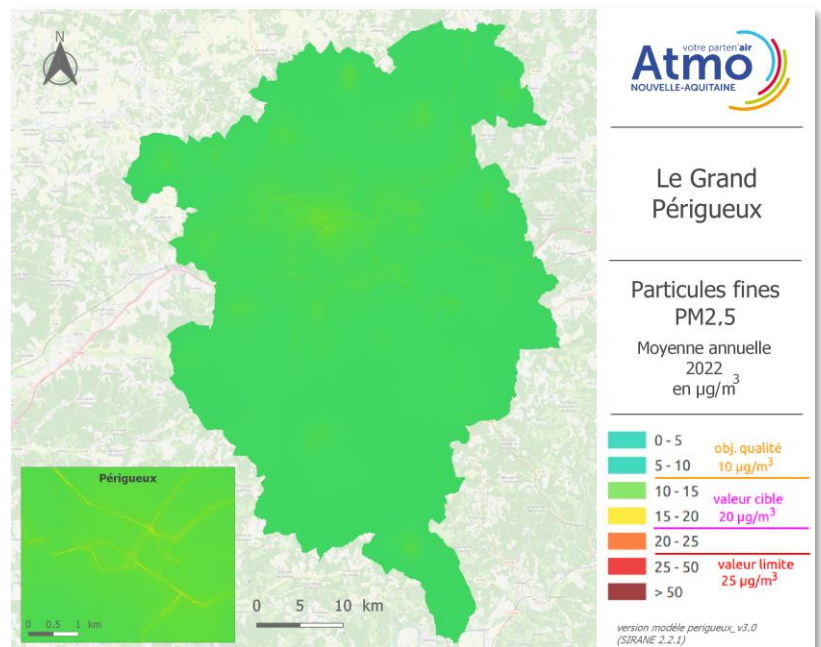 N
votre parten'air
Atmo
NOUVELLE-AQUITAINE
Le Grand
Périgueux
Particules fines
PM2,5
Moyenne annuelle
2022
en µg/m³
0 - 5
obj. qualité
5 - 10
10 µg/m³
10 - 15
valeur cible
15 - 20
20 µg/m³
20 - 25
25 - 50
valeur limite
25 µg/m³
> 50
version modèle perigueux_v3.0
(SIRANE 2.2.1)
Périgueux
0 0.5 1 km
0 5 10 km